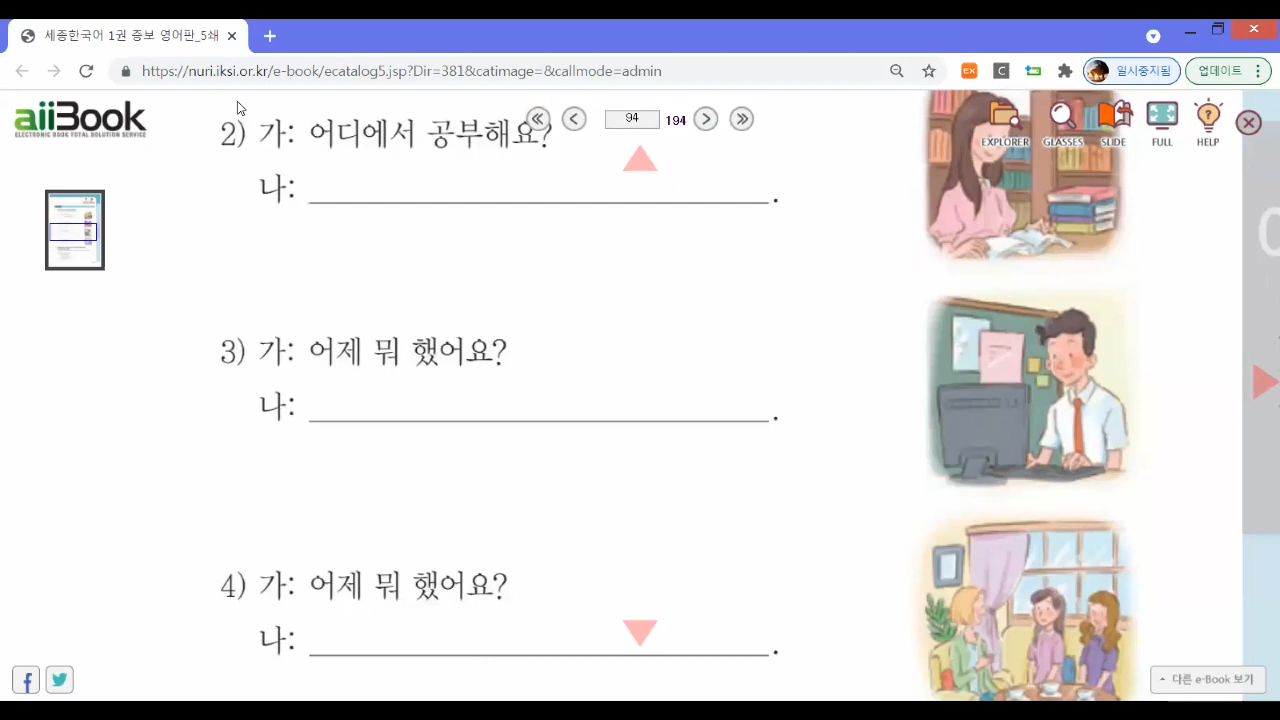 세종한국어 1권 증보 영어판_5쇄
https://nuri.iksi.or.kr/e-book/ecatalog5.jsp?Dir=381&catimage=&callmode=admin
EX
C
일시중지됨
업데이트
aiiBook
ELECTRONIC BOOK TOTAL SOLUTION SERVICE
94
194
EXPLORER
GLASSES
SLIDE
FULL
HELP
2) 가: 어디에서 공부해요?
나: .
3) 가: 어제 뭐 했어요?
나: .
4) 가: 어제 뭐 했어요?
나: .
다른 e-Book 보기